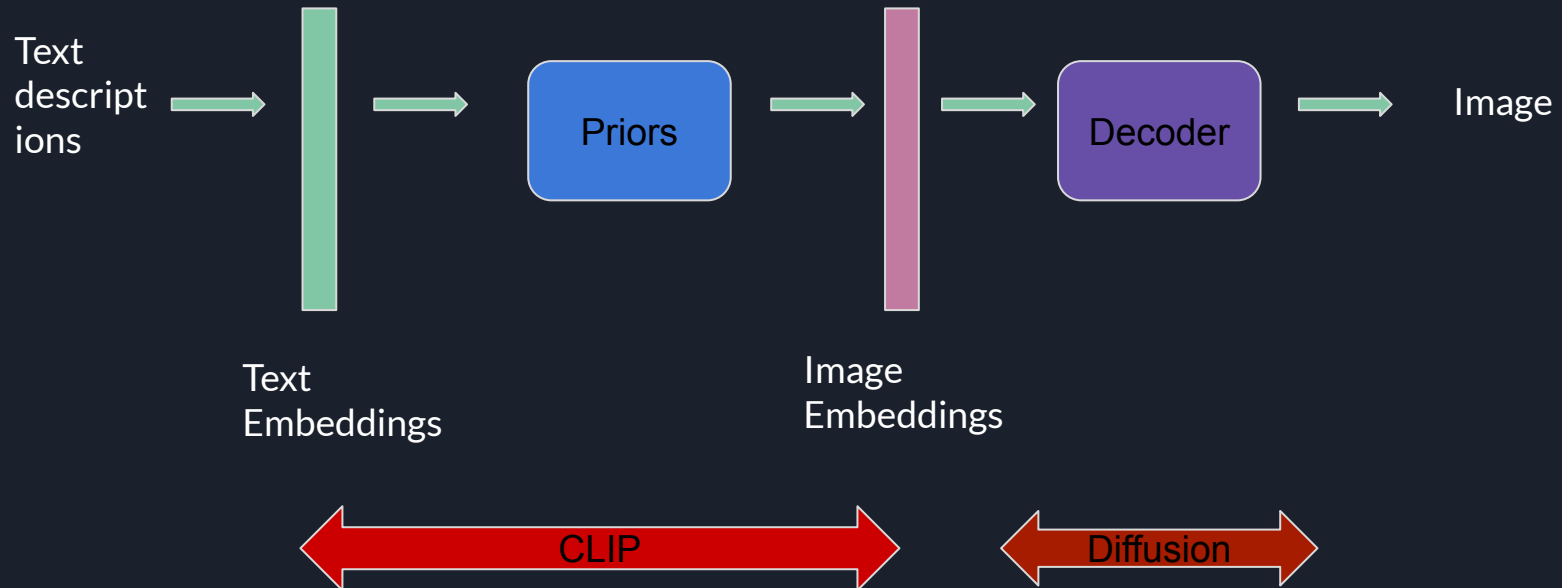 Text
descript
ions
Priors
Decoder
Image
Text
Embeddings
Image
Embeddings
CLIP
Diffusion